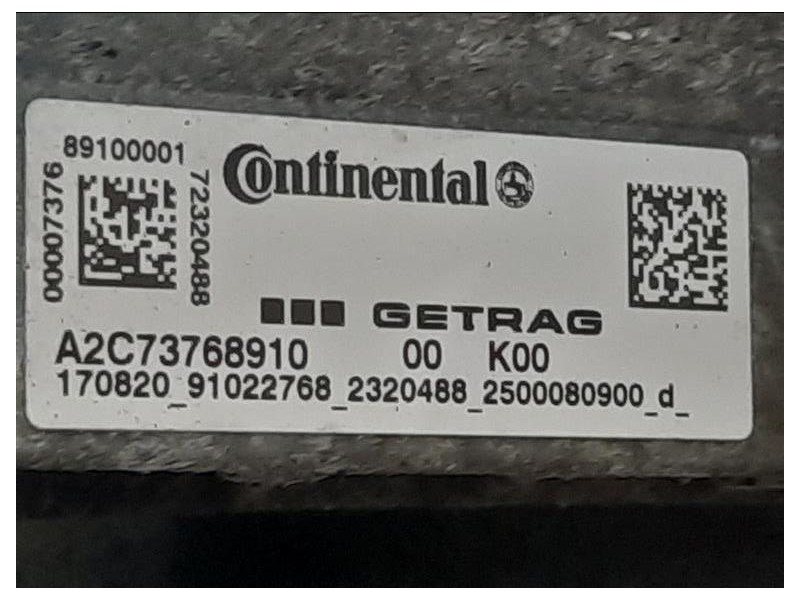 89100001
00007376
72320488
Continental
GETRAG
A2C73768910 00 K00
170820_91022768_2320488_2500080900_d_